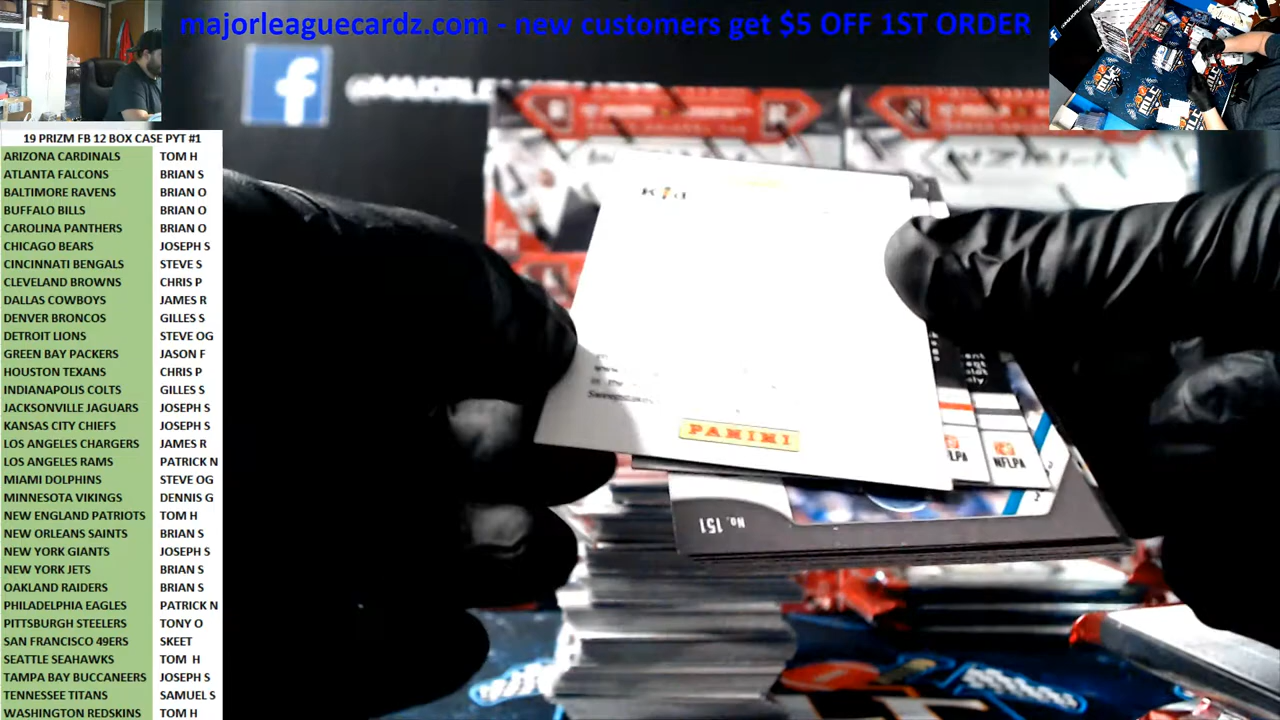 majorleaguecardz.com - new customers get $5 OFF 1ST ORDER
19 PRIZM FB 12 BOX CASE PYT #1
ARIZONA CARDINALS TOM H
ATLANTA FALCONS BRIAN S
BALTIMORE RAVENS BRIAN O
BUFFALO BILLS BRIAN O
CAROLINA PANTHERS BRIAN O
CHICAGO BEARS JOSEPH S
CINCINNATI BENGALS STEVE S
CLEVELAND BROWNS CHRIS P
DALLAS COWBOYS JAMES R
DENVER BRONCOS GILLES S
DETROIT LIONS STEVE OG
GREEN BAY PACKERS JASON F
HOUSTON TEXANS CHRIS P
INDIANAPOLIS COLTS GILLES S
JACKSONVILLE JAGUARS JOSEPH S
KANSAS CITY CHIEFS JOSEPH S
LOS ANGELES CHARGERS JAMES R
LOS ANGELES RAMS PATRICK N
MIAMI DOLPHINS STEVE OG
MINNESOTA VIKINGS DENNIS G
NEW ENGLAND PATRIOTS TOM H
NEW ORLEANS SAINTS BRIAN S
NEW YORK GIANTS JOSEPH S
NEW YORK JETS BRIAN S
OAKLAND RAIDERS BRIAN S
PHILADELPHIA EAGLES PATRICK N
PITTSBURGH STEELERS TONY O
SAN FRANCISCO 49ERS SKEET
SEATTLE SEAHAWKS TOM H
TAMPA BAY BUCCANEERS JOSEPH S
TENNESSEE TITANS SAMUEL S
WASHINGTON REDSKINS TOM H
f
PANINI
NFLPA
No. 151